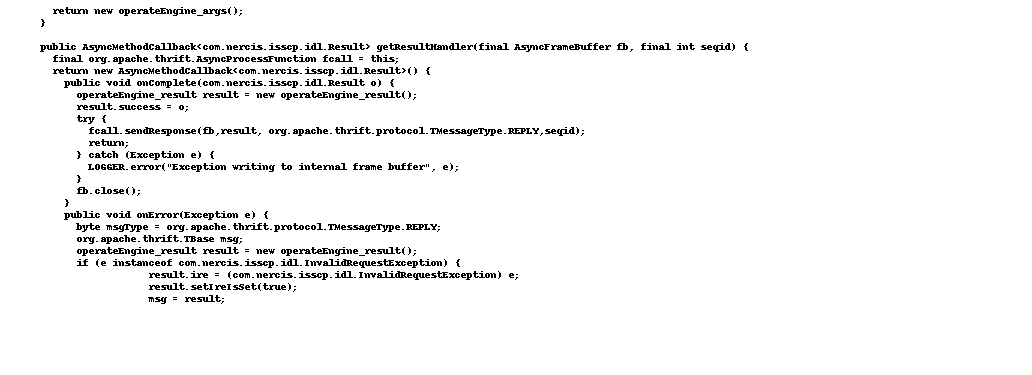 return new operateEngine_args();
}
public AsyncMethodCallback<com.nercis.isscp.idl.Result> getResultHandler(final AsyncFrameBuffer fb, final int seqid) {
final org.apache.thrift.AsyncProcessFunction fcall = this;
return new AsyncMethodCallback<com.nercis.isscp.idl.Result>() {
public void onComplete(com.nercis.isscp.idl.Result o) {
operateEngine_result result = new operateEngine_result();
result.success = o;
try {
fcall.sendResponse(fb,result, org.apache.thrift.protocol.TMessageType.REPLY,seqid);
return;
} catch (Exception e) {
LOGGER.error("Exception writing to internal frame buffer", e);
}
fb.close();
}
public void onError(Exception e) {
byte msgType = org.apache.thrift.protocol.TMessageType.REPLY;
org.apache.thrift.TBase msg;
operateEngine_result result = new operateEngine_result();
if (e instanceof com.nercis.isscp.idl.InvalidRequestException) {
result.ire = (com.nercis.isscp.idl.InvalidRequestException) e;
result.setIreIsSet(true);
msg = result;